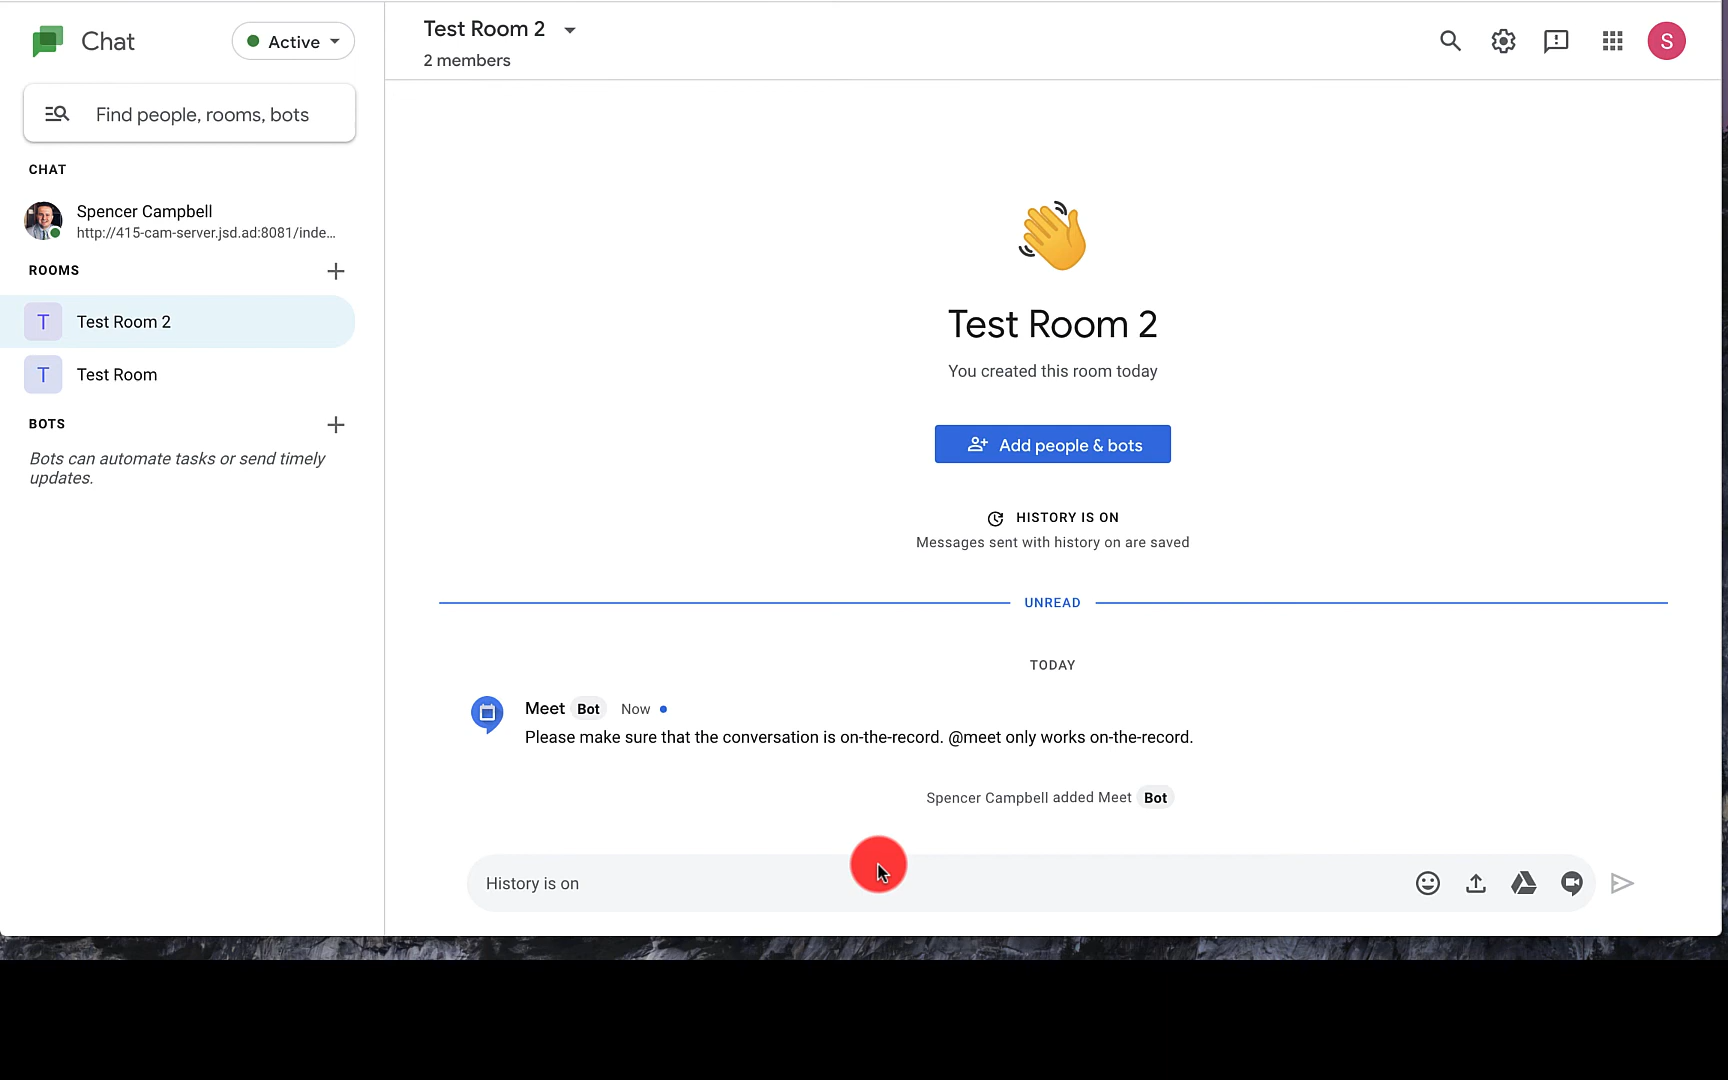 Chat
Active
Find people, rooms, bots
CHAT
Spencer Campbell
http://415-cam-server.jsd.ad:8081/inde...
ROOMS
T
Test Room 2
T
Test Room
BOTS
Bots can automate tasks or send timely
updates.
Test Room 2
2 members
S
Test Room 2
You created this room today
Add people & bots
HISTORY IS ON
Messages sent with history on are saved
UNREAD
TODAY
Meet Bot Now
Please make sure that the conversation is on-the-record. @meet only works on-the-record.
Spencer Campbell added Meet Bot
History is on